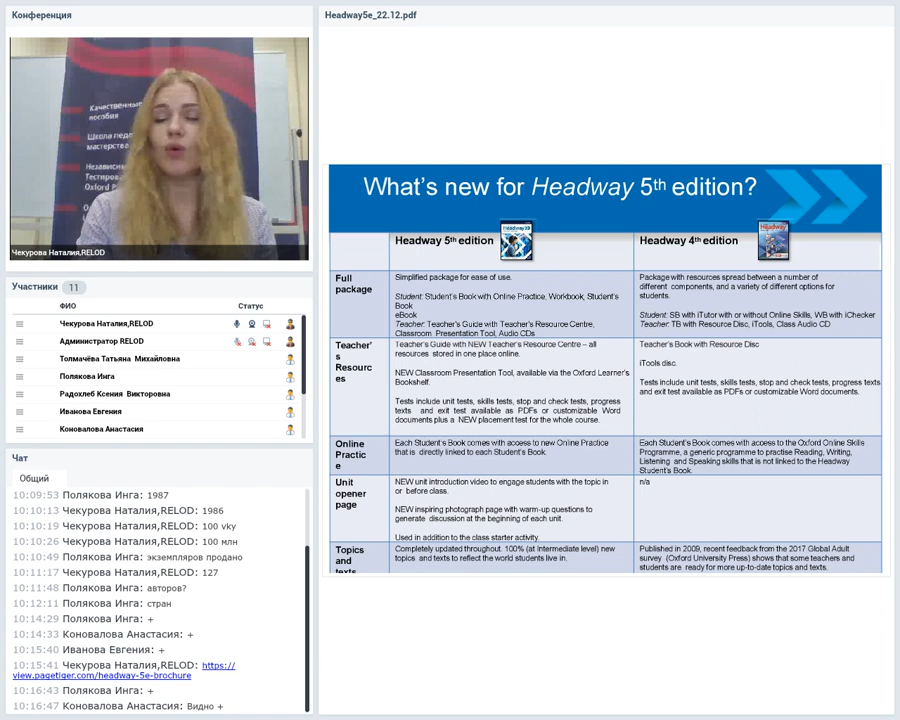 Конференция
Качественные
пособия
Школа
мастерства
Тестиро
Oxford
Чекурова Наталия,RELOD
Участники 11
ФИО Статус
Чекурова Наталия,RELOD
Администратор RELOD
Толмачёва Татьяна Михайловна
Полякова Инга
Радохлеб Ксения Викторовна
Иванова Евгения
Коновалова Анастасия
Чат
Общий
10:09:53 Полякова Инга: 1987
10:10:13 Чекурова Наталия,RELOD: 1986
10:10:19 Чекурова Наталия,RELOD: 100 vky
10:10:26 Чекурова Наталия,RELOD: 100 млн
10:10:49 Полякова Инга: экземпляров продано
10:11:17 Чекурова Наталия,RELOD: 127
10:11:48 Полякова Инга: авторов?
10:12:11 Полякова Инга: стран
10:14:29 Полякова Инга: +
10:14:33 Коновалова Анастасия: +
10:15:40 Иванова Евгения: +
10:15:41 Чекурова Наталия,RELOD: https://
view.pagetiger.com/headway-5e-brochure
10:16:43 Полякова Инга: +
10:16:47 Коновалова Анастасия: Видно +
Headway5e_22.12.pdf
What's new for Headway 5th edition?
Headway 5th edition
Headway
Headway 4th edition
Headway
Full
package
Simplified package for ease of use.
Student: Student's Book with Online Practice, Workbook, Student's
Book
eBook
Teacher: Teacher's Guide with Teacher's Resource Centre,
Classroom Presentation Tool, Audio CDs
Package with resources spread between a number of
different components, and a variety of different options for
students.
Student: SB with iTutor with or without Online Skills, WB with iChecker
Teacher: TB with Resource Disc, iTools, Class Audio CD
Teacher'
s
Resourc
es
Teacher's Guide with NEW Teacher's Resource Centre – all
resources stored in one place online.
NEW Classroom Presentation Tool, available via the Oxford Learner's
Bookshelf.
Tests include unit tests, skills tests, stop and check tests, progress
texts and exit test available as PDFs or customizable Word
documents plus a NEW placement test for the whole course.
Teacher's Book with Resource Disc
iTools disc.
Tests include unit tests, skills tests, stop and check tests, progress texts
and exit test available as PDFs or customizable Word documents.
Online
Practic
e
Each Student's Book comes with access to new Online Practice
that is directly linked to each Student's Book.
Each Student's Book comes with access to the Oxford Online Skills
Programme, a generic programme to practise Reading, Writing,
Listening and Speaking skills that is not linked to the Headway
Student's Book.
Unit
opener
page
NEW unit introduction video to engage students with the topic in
or before class.
NEW inspiring photograph page with warm-up questions to
generate discussion at the beginning of each unit.
Used in addition to the class starter activity.
n/a
Topics
and
texts
Completely updated throughout. 100% (at Intermediate level) new
topics and texts to reflect the world students live in.
Published in 2009, recent feedback from the 2017 Global Adult
survey (Oxford University Press) shows that some teachers and
students are ready for more up-to-date topics and texts.